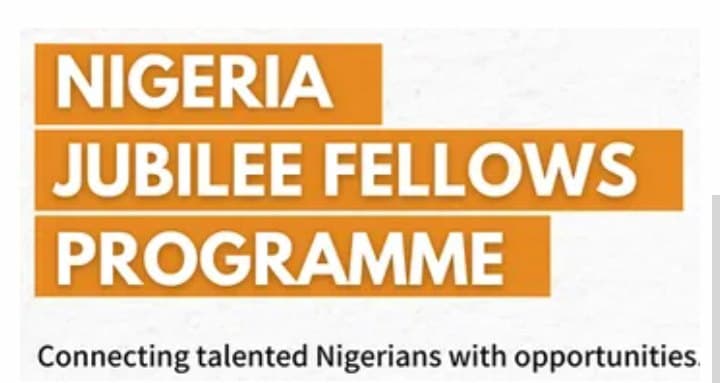 NIGERIA
JUBILEE FELLOWS
PROGRAMME
Connecting talented Nigerians with opportunities.